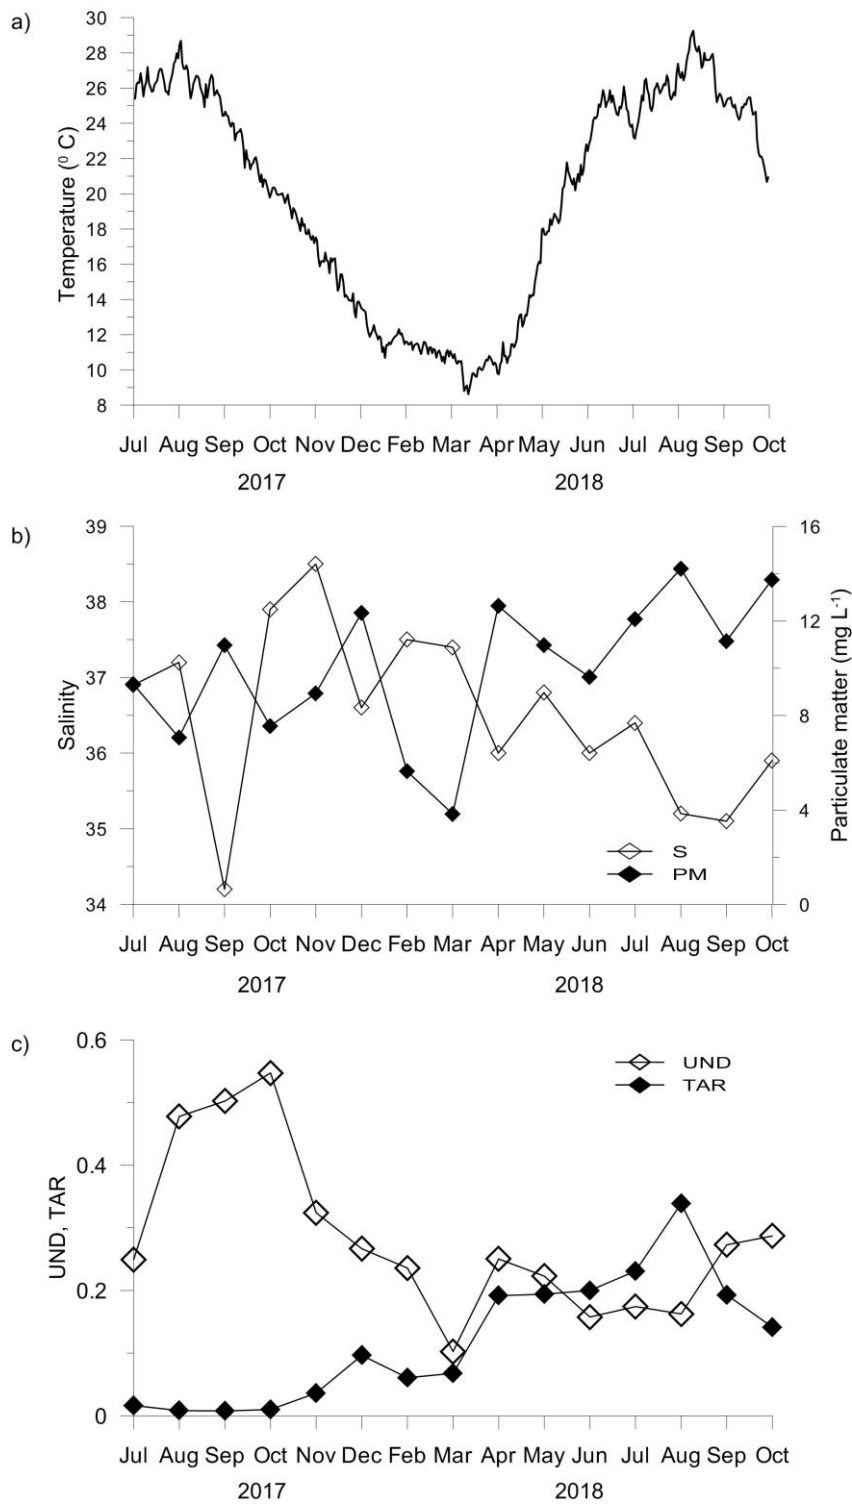 a)
30
28
26
24
22
20
18
16
14
12
10
8
Temperature (⁰ C)
Jul Aug Sep Oct Nov Dec Feb Mar Apr May Jun Jul Aug Sep Oct
2017 2018
b)
39
38
37
36
35
34
Salinity
16
12
8
4
0
Particulate matter (mg L⁻¹)
S
PM
Jul Aug Sep Oct Nov Dec Feb Mar Apr May Jun Jul Aug Sep Oct
2017 2018
c)
0.6
0.4
0.2
0
UND, TAR
UND
TAR
Jul Aug Sep Oct Nov Dec Feb Mar Apr May Jun Jul Aug Sep Oct
2017 2018